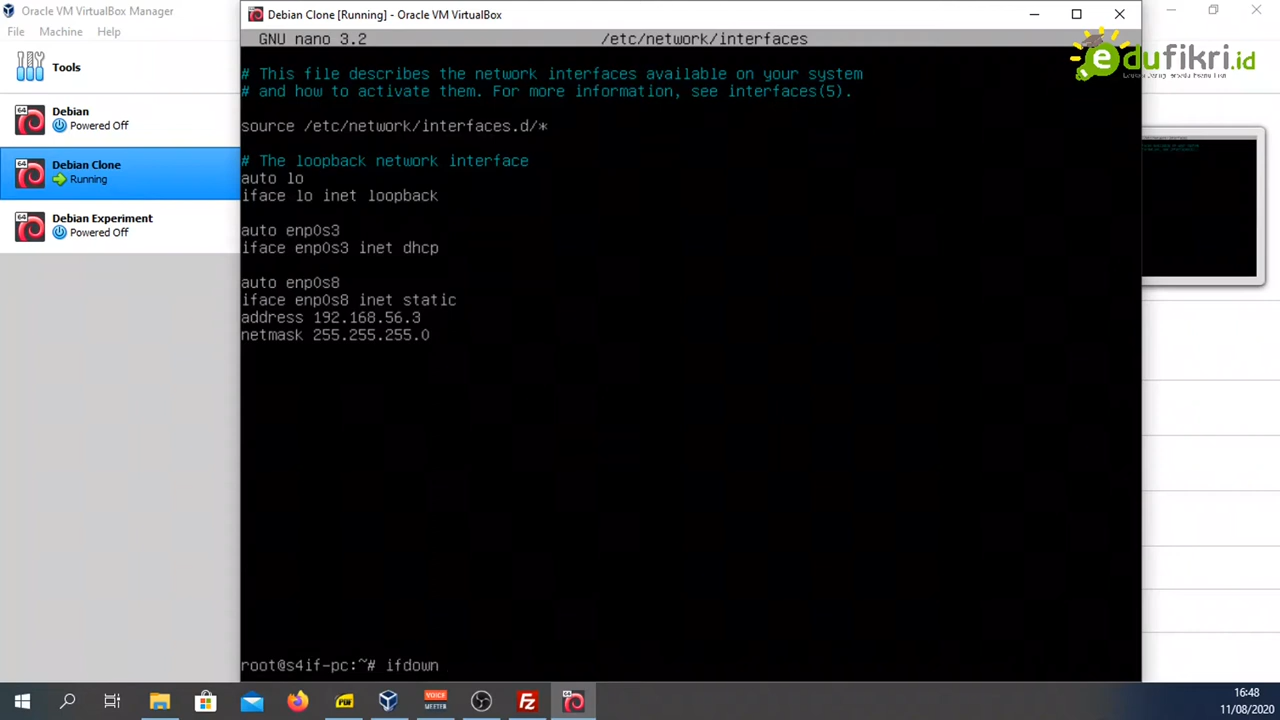 Oracle VM VirtualBox Manager
File Machine Help
Tools
Debian
Powered Off
Debian Clone
Running
Debian Experiment
Powered Off
Debian Clone [Running] - Oracle VM VirtualBox
GNU nano 3.2 /etc/network/interfaces
# This file describes the network interfaces available on your system
# and how to activate them. For more information, see interfaces(5).
source /etc/network/interfaces.d/*
# The loopback network interface
auto lo
iface lo inet loopback
auto enp0s3
iface enp0s3 inet dhcp
auto enp0s8
iface enp0s8 inet static
address 192.168.56.3
netmask 255.255.255.0
root@s4if-pc:~# ifdown
edufikri.id
16:48
11/08/2020